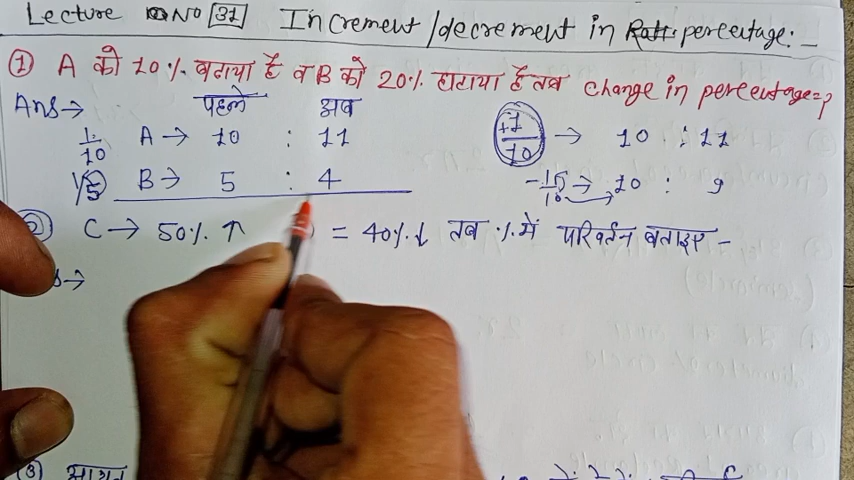 Lecture No 31 Increment/decrement in percentage:-
① A को 10% बढाया है व B को 20% हटाया है तब change in percentage=?
Ans→ पहले अब
1/10 A→ 10 : 11 +1/10 → 10 : 11
1/5 B→ 5 : 4 -1/10 → 10 : 9
② C→ 50%↑ = 40%↓ तब % में परिवर्तन बताइए -
③